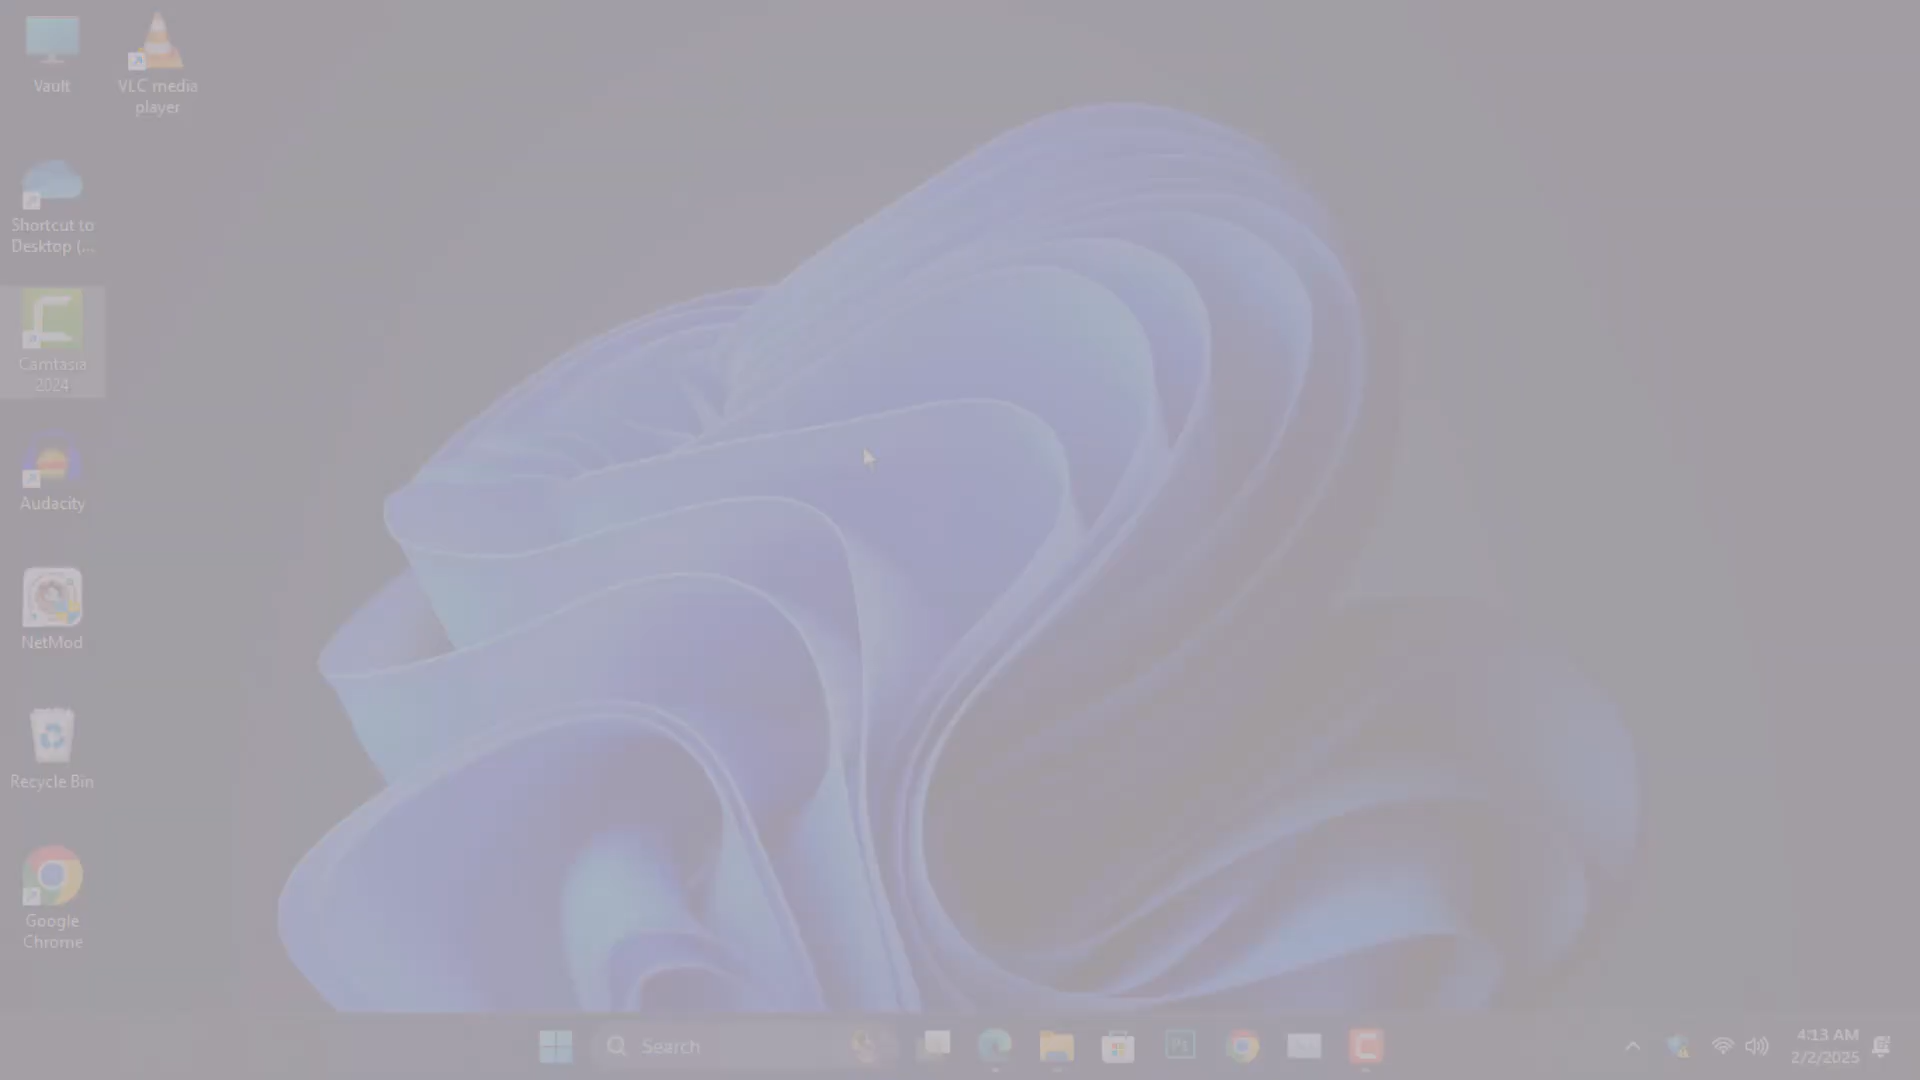 Vault
VLC media
player
Shortcut to
Desktop (...
Camtasia
2024
Audacity
NetMod
Recycle Bin
Google
Chrome
Search
Ps
4:13 AM
2/2/2025